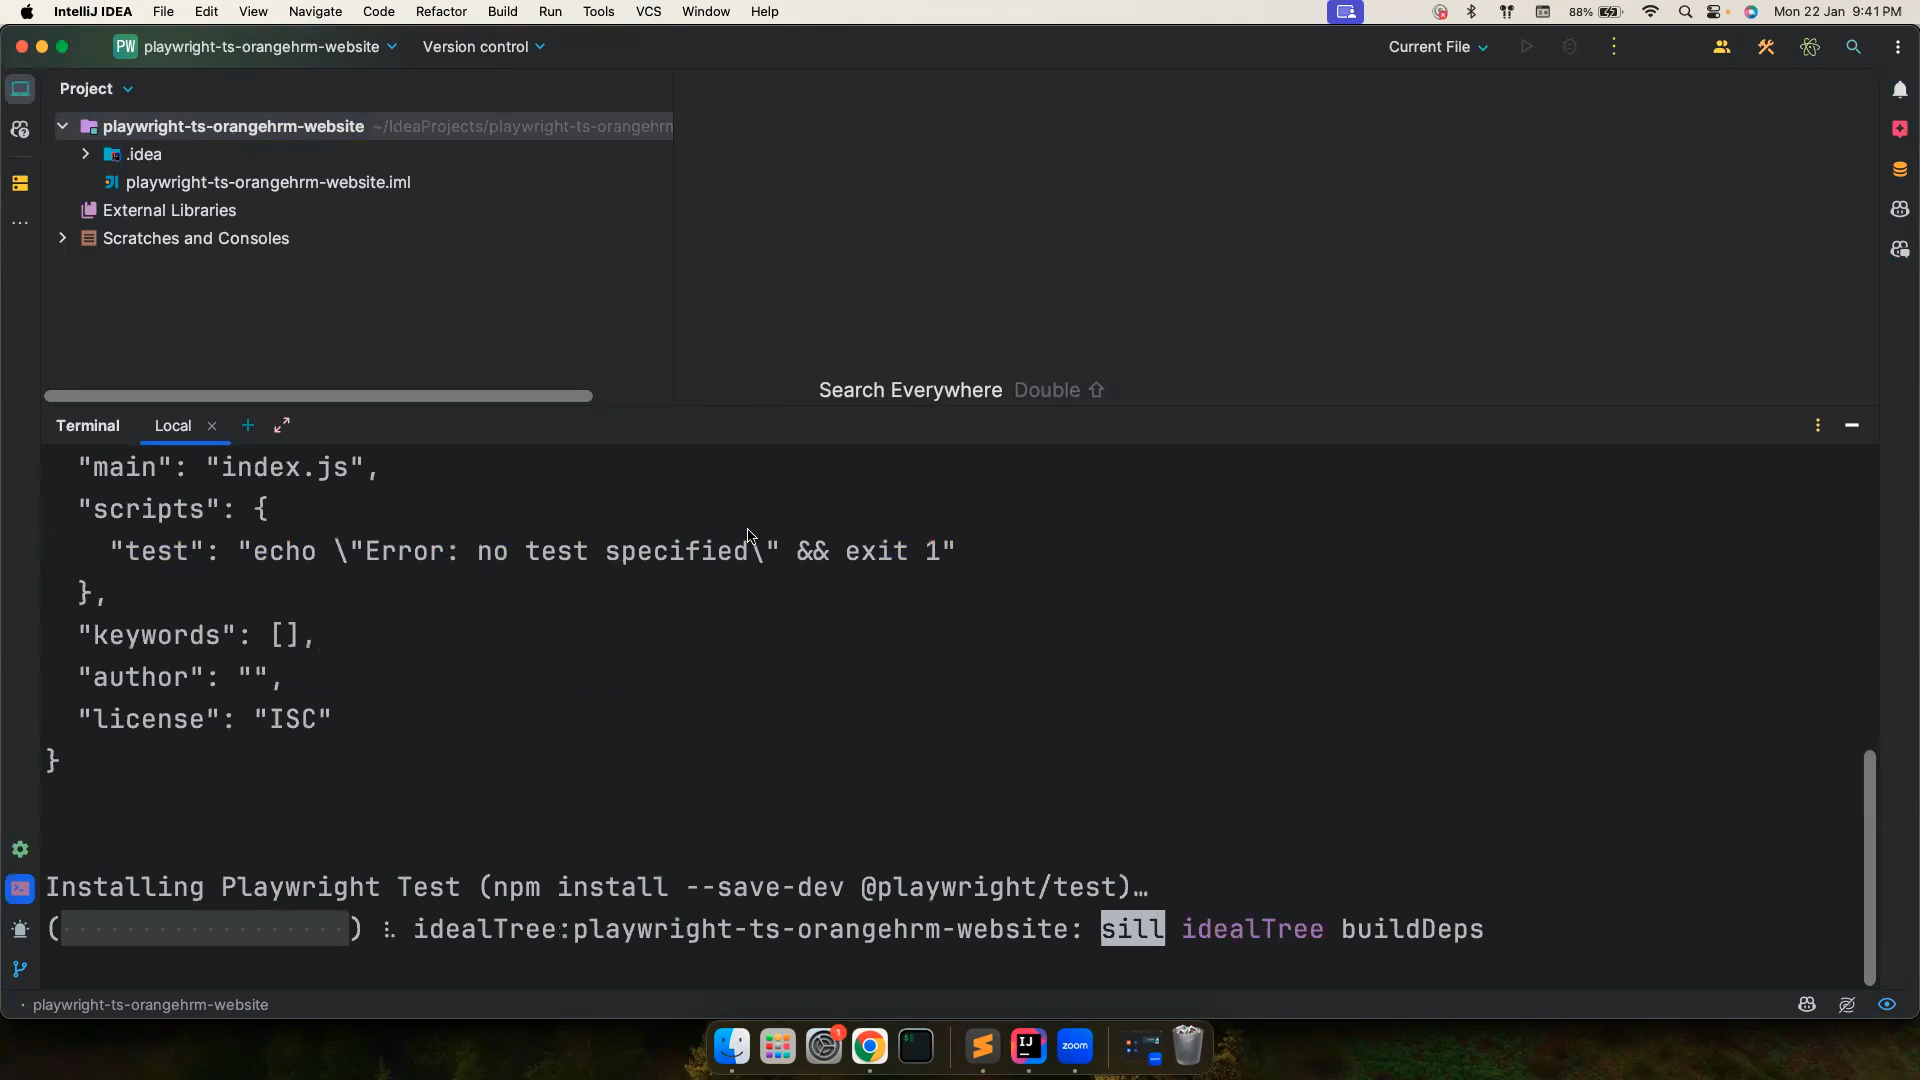 IntelliJ IDEA File Edit View Navigate Code Refactor Build Run Tools VCS Window Help 88% Mon 22 Jan 9:41 PM
PW playwright-ts-orangehrm-website Version control Current File
Project
playwright-ts-orangehrm-website ~/IdeaProjects/playwright-ts-orangehrm
.idea
playwright-ts-orangehrm-website.iml
External Libraries
Scratches and Consoles
Search Everywhere Double ⇧
Terminal Local
"main": "index.js",
"scripts": {
"test": "echo \"Error: no test specified\" && exit 1"
},
"keywords": [],
"author": "",
"license": "ISC"
}
Installing Playwright Test (npm install --save-dev @playwright/test)…
(..................) ⠧ idealTree:playwright-ts-orangehrm-website: sill idealTree buildDeps
playwright-ts-orangehrm-website
1
IJ
zoom